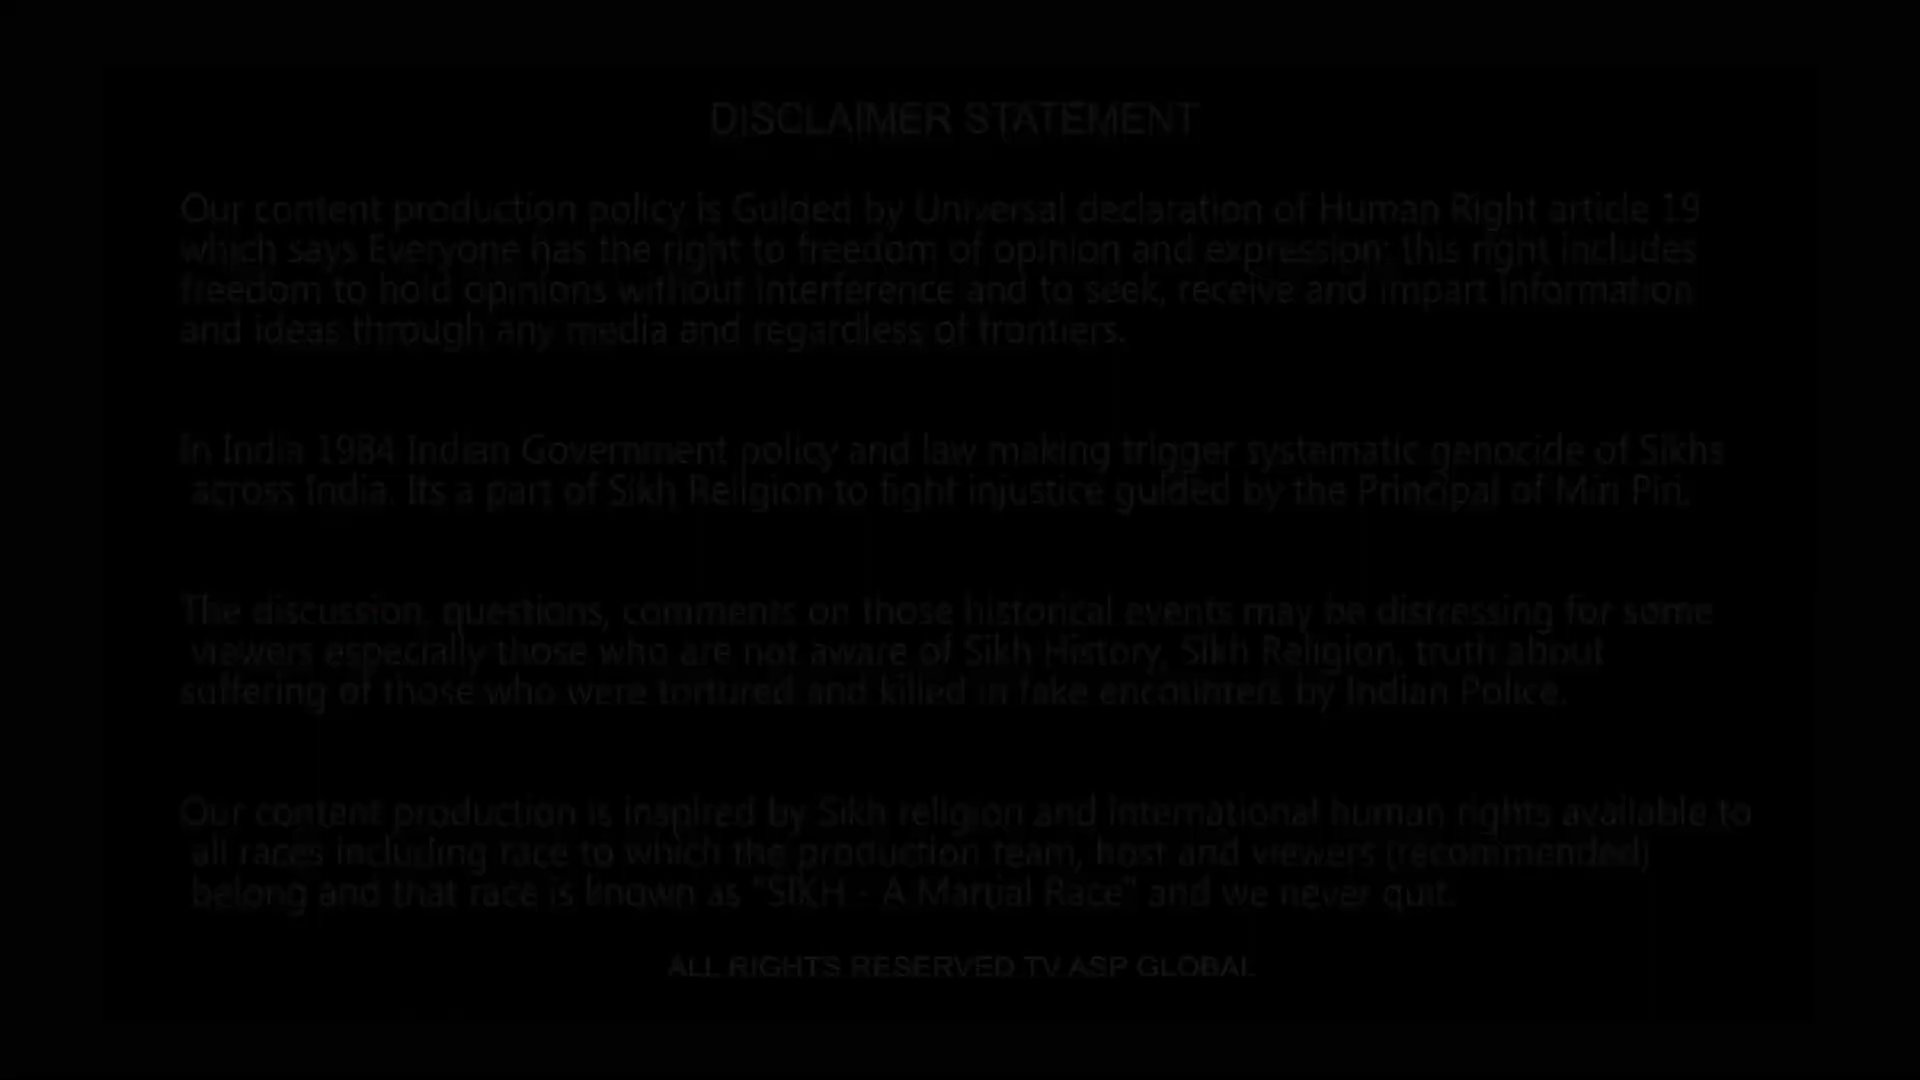 DISCLAIMER STATEMENT
Our content production policy is Guided by Universal declaration of Human Right article 19
which says Everyone has the right to freedom of opinion and expression; this right includes
freedom to hold opinions without interference and to seek, receive and impart information
and ideas through any media and regardless of frontiers.
In India 1984 Indian Government policy and law making trigger systematic genocide of Sikhs
across India. Its a part of Sikh Religion to fight injustice guided by the Principal of Miri Piri.
The discussion, questions, comments on those historical events may be distressing for some
viewers especially those who are not aware of Sikh History, Sikh Religion, truth about
suffering of those who were tortured and killed in fake encounters by Indian Police.
Our content production is inspired by Sikh religion and International human rights available to
all races including race to which the production team, host and viewers (recommended)
belong and that race is known as "SIKH - A Martial Race" and we never quit.
ALL RIGHTS RESERVED TV ASP GLOBAL